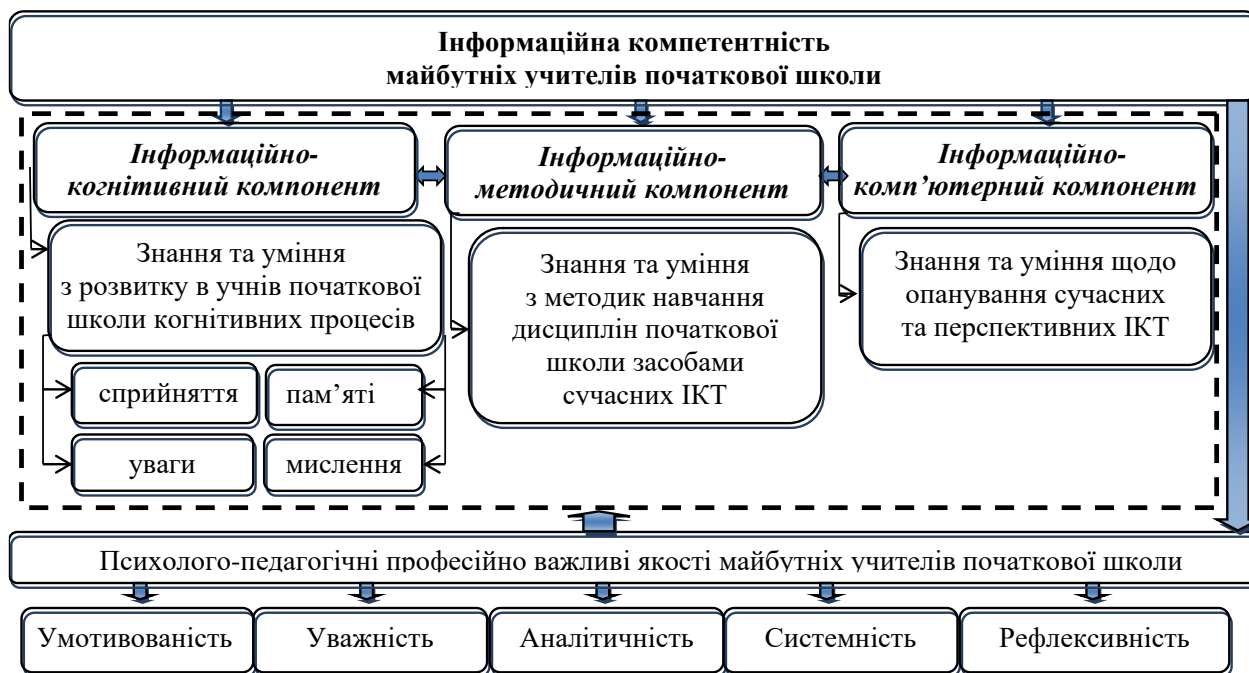 Інформаційна компетентність
майбутніх учителів початкової школи
Інформаційно-
когнітивний компонент
Інформаційно-
методичний компонент
Інформаційно-
комп’ютерний компонент
Знання та уміння
з розвитку в учнів початкової
школи когнітивних процесів
Знання та уміння
з методик навчання
дисциплін початкової
школи засобами
сучасних ІКТ
Знання та уміння щодо
опанування сучасних
та перспективних ІКТ
сприйняття
пам’яті
уваги
мислення
Психолого-педагогічні професійно важливі якості майбутніх учителів початкової школи
Умотивованість
Уважність
Аналітичність
Системність
Рефлексивність